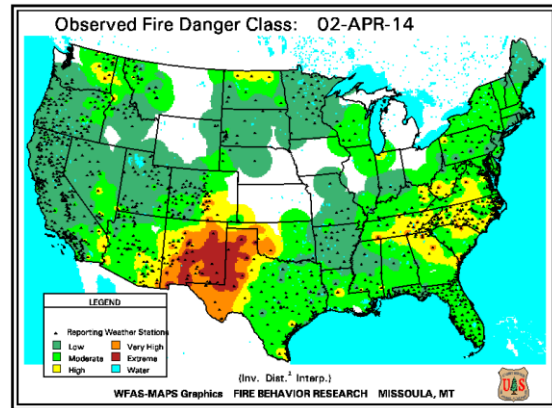 Observed Fire Danger Class: 02-APR-14
LEGEND
Reporting Weather Stations
Low
Very High
Moderate
Extreme
High
Water
(Inv. Dist.² Interp.)
WFAS-MAPS Graphics FIRE BEHAVIOR RESEARCH MISSOULA, MT